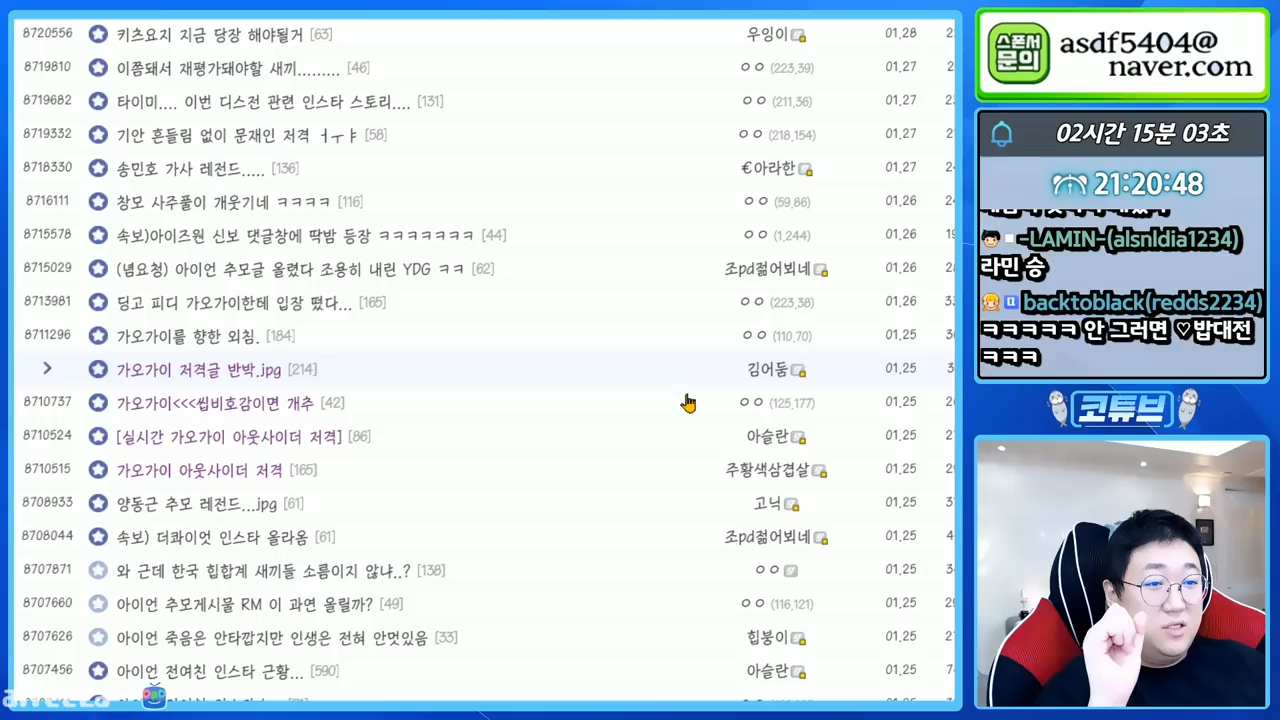 8720556 키츠요지 지금 당장 해야될거 [63] 우잉이 01.28
8719810 이쯤돼서 재평가돼야할 새끼......... [46] ㅇㅇ (223.39) 01.27
8719682 타이미.... 이번 디스전 관련 인스타 스토리.... [131] ㅇㅇ (211.36) 01.27
8719332 기안 흔들림 없이 문재인 저격 ㅓㅜㅑ [58] ㅇㅇ (218.154) 01.27
8718330 송민호 가사 레전드..... [136] €아라한 01.27
8716111 창모 사주풀이 개웃기네 ㅋㅋㅋㅋ [116] ㅇㅇ (59.86) 01.26
8715578 속보)아이즈원 신보 댓글창에 딱밤 등장 ㅋㅋㅋㅋㅋㅋㅋ [44] ㅇㅇ (1.244) 01.26
8715029 (념요청) 아이언 추모글 올렸다 조용히 내린 YDG ㅋㅋ [62] 조pd젊어뵈네 01.26
8713981 딩고 피디 가오가이한테 입장 떴다... [165] ㅇㅇ (223.38) 01.26
8711296 가오가이를 향한 외침. [184] ㅇㅇ (110.70) 01.25
가오가이 저격글 반박.jpg [214] 김어둠 01.25
8710737 가오가이<<<씹비호감이면 개추 [42] ㅇㅇ (125.177) 01.25
8710524 [실시간 가오가이 아웃사이더 저격] [86] 아슬란 01.25
8710515 가오가이 아웃사이더 저격 [165] 주황색삼겹살 01.25
8708933 양동근 추모 레전드...jpg [61] 고닉 01.25
8708044 속보) 더콰이엇 인스타 올라옴 [61] 조pd젊어뵈네 01.25
8707871 와 근데 한국 힙합계 새끼들 소름이지 않냐..? [138] ㅇㅇ 01.25
8707660 아이언 추모게시물 RM 이 과연 올릴까? [49] ㅇㅇ (116.121) 01.25
8707626 아이언 죽음은 안타깝지만 인생은 전혀 안멋있음 [33] 힙봉이 01.25
8707456 아이언 전여친 인스타 근황... [590] 아슬란 01.25
스폰서
문의
asdf5404@
naver.com
02시간 15분 03초
21:20:48
-LAMIN-(alsnldia1234)
라민 승
backtoblack(redds2234)
ㅋㅋㅋㅋㅋ 안 그러면 ♡밥대전
ㅋㅋㅋ
코튜브